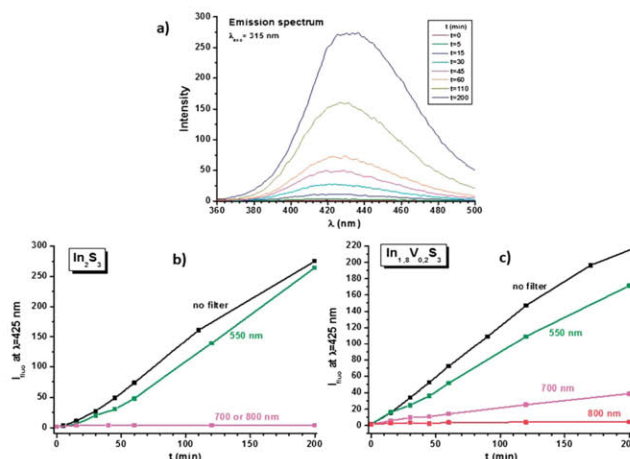 a)
Emission spectrum
λexc= 315 nm
t (min)
t=0
t=5
t=15
t=30
t=45
t=60
t=110
t=200
Intensity
300
250
200
150
100
50
0
360 380 400 420 440 460 480 500
λ (nm)
In2S3
b)
no filter
550 nm
700 or 800 nm
Ifluo at λ=425 nm
300
250
200
150
100
50
0
0 50 100 150 200
t (min)
In1,8V0,2S3
c)
no filter
550 nm
700 nm
800 nm
Ifluo at λ=425 nm
220
200
180
160
140
120
100
80
60
40
20
0
0 50 100 150 200
t (min)